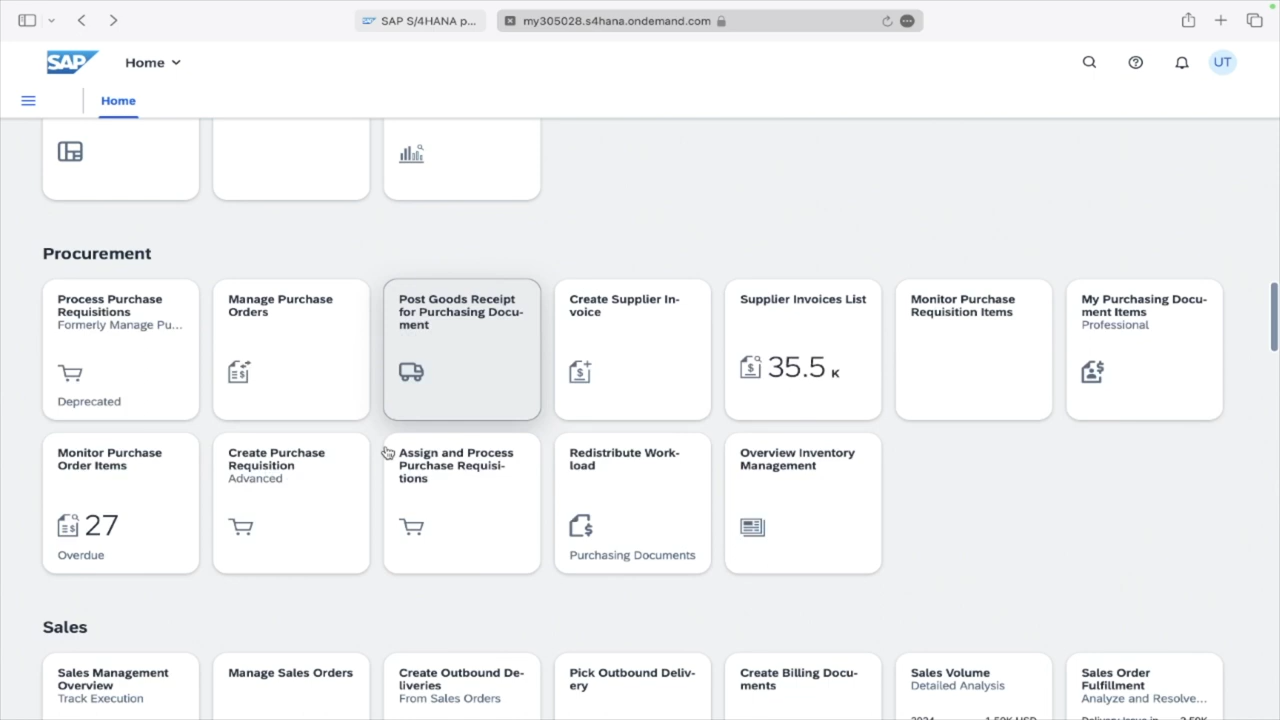 SAP S/4HANA p...
my305028.s4hana.ondemand.com
SAP
Home
UT
Home
Procurement
Process Purchase
Requisitions
Formerly Manage Pu...
Deprecated
Manage Purchase
Orders
Post Goods Receipt
for Purchasing Docu-
ment
Create Supplier In-
voice
Supplier Invoices List
35.5 K
Monitor Purchase
Requisition Items
My Purchasing Docu-
ment Items
Professional
Monitor Purchase
Order Items
27
Overdue
Create Purchase
Requisition
Advanced
Assign and Process
Purchase Requisi-
tions
Redistribute Work-
load
Purchasing Documents
Overview Inventory
Management
Sales
Sales Management
Overview
Track Execution
Manage Sales Orders
Create Outbound De-
liveries
From Sales Orders
Pick Outbound Deliv-
ery
Create Billing Docu-
ments
Sales Volume
Detailed Analysis
Sales Order
Fulfillment
Analyze and Resolve...